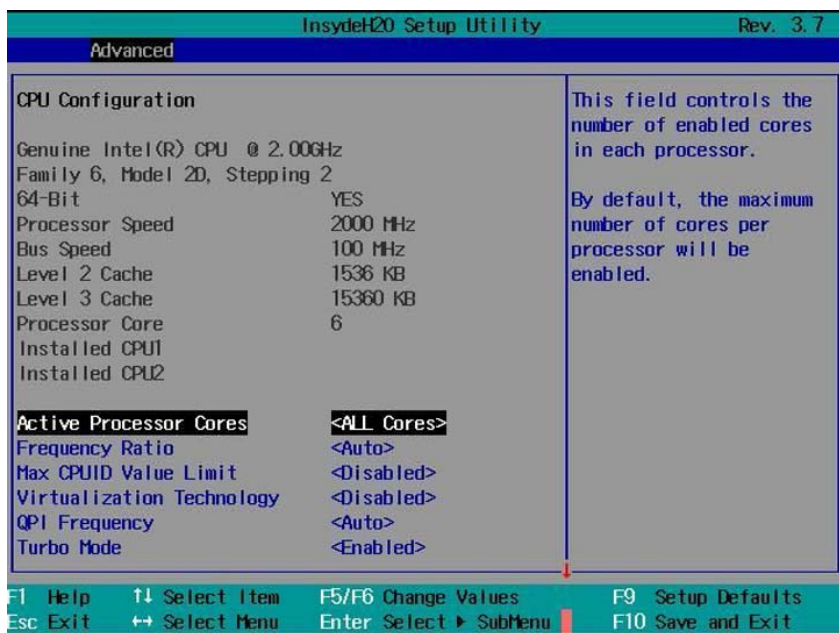 InsydeH2O Setup Utility Rev. 3.7
Advanced
CPU Configuration
Genuine Intel(R) CPU @ 2.00GHz
Family 6, Model 2D, Stepping 2
64-Bit YES
Processor Speed 2000 MHz
Bus Speed 100 MHz
Level 2 Cache 1536 KB
Level 3 Cache 15360 KB
Processor Core 6
Installed CPU1
Installed CPU2
Active Processor Cores <ALL Cores>
Frequency Ratio <Auto>
Max CPUID Value Limit <Disabled>
Virtualization Technology <Disabled>
QPI Frequency <Auto>
Turbo Mode <Enabled>
This field controls the
number of enabled cores
in each processor.
By default, the maximum
number of cores per
processor will be
enabled.
F1 Help ↑↓ Select Item F5/F6 Change Values F9 Setup Defaults
Esc Exit ↔ Select Menu Enter Select ▶ SubMenu F10 Save and Exit